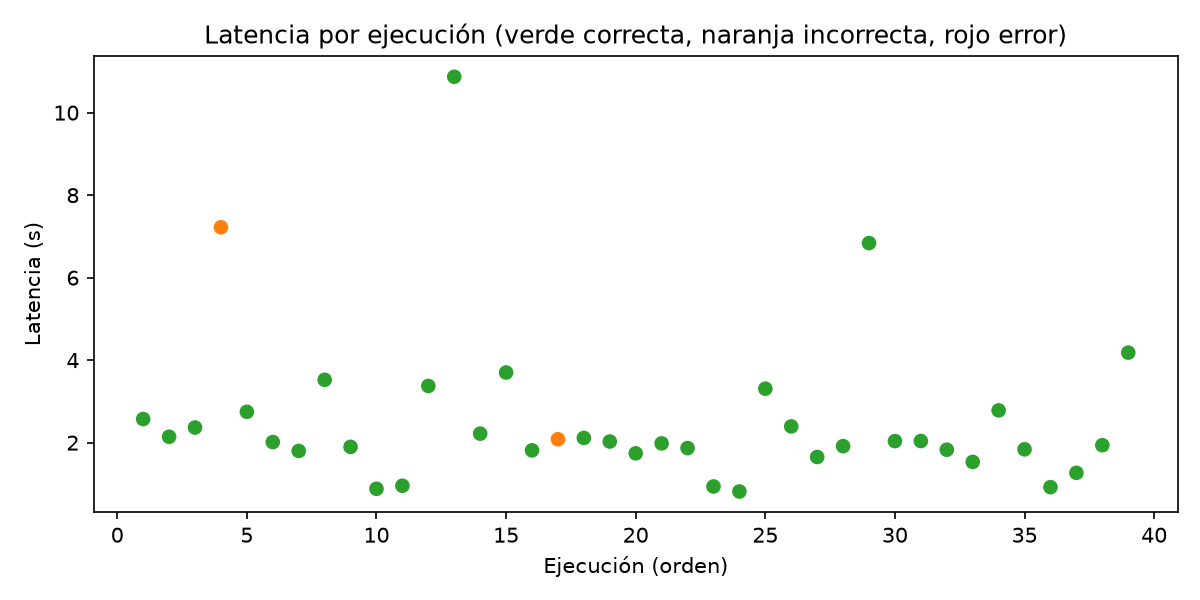 Latencia por ejecución (verde correcta, naranja incorrecta, rojo error)
10
8
6
4
2
Latencia (s)
0 5 10 15 20 25 30 35 40
Ejecución (orden)